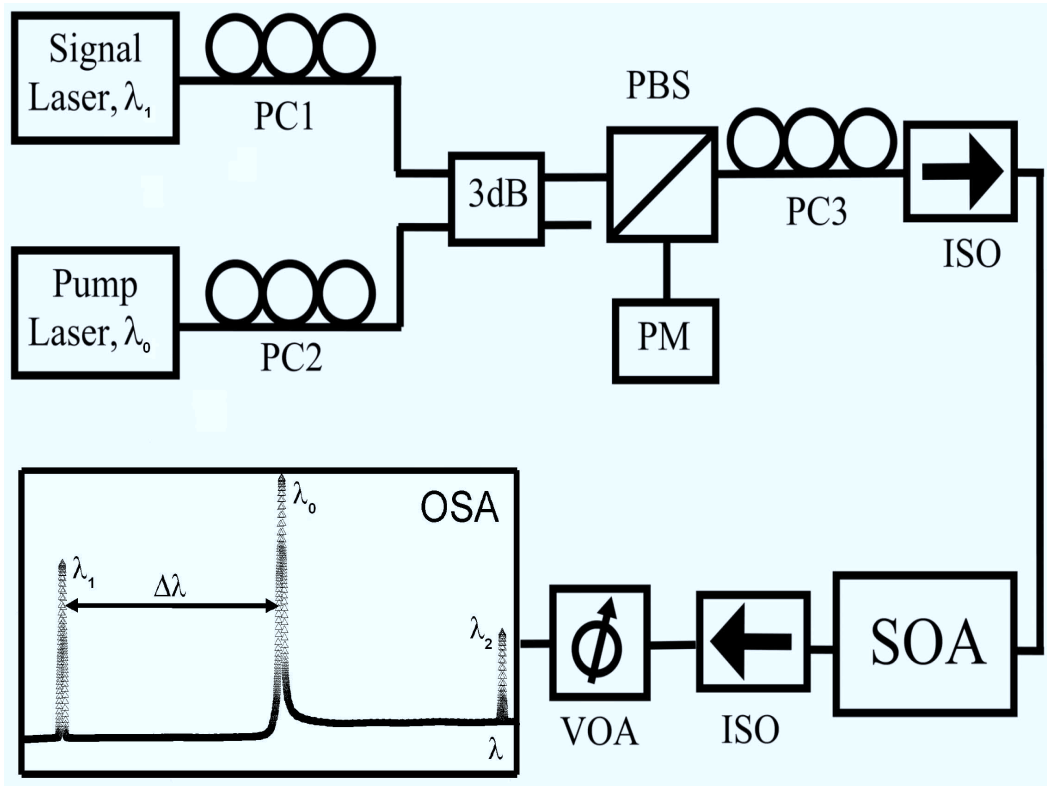 Signal
Laser, λ₁
PC1
PBS
3dB
PC3
ISO
Pump
Laser, λ₀
PC2
PM
OSA
λ₀
λ₁
Δλ
λ₂
λ
VOA
ISO
SOA